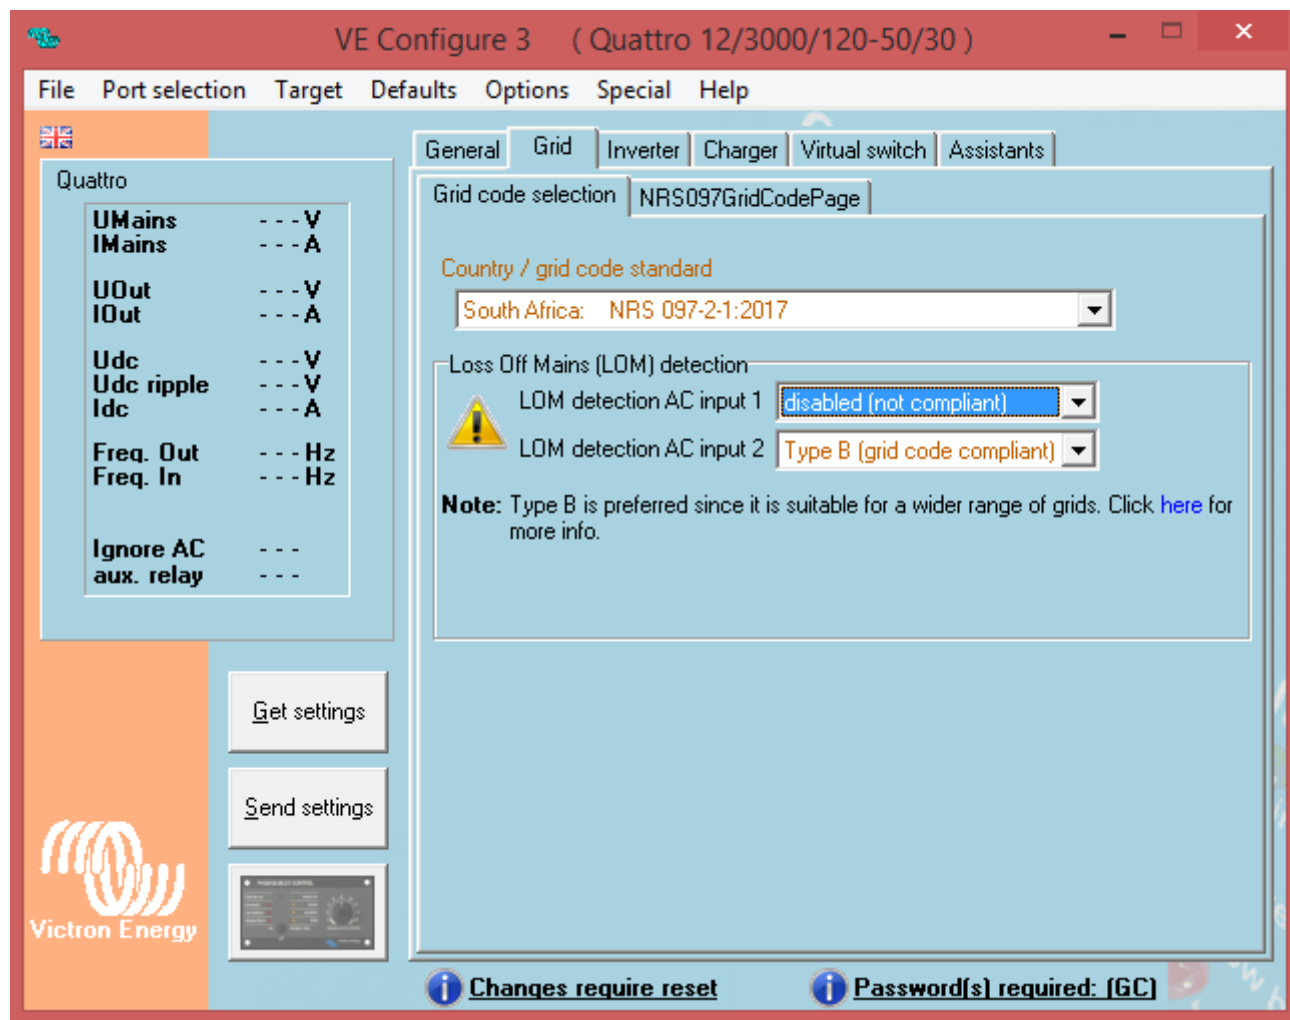 VE Configure 3 ( Quattro 12/3000/120-50/30 )
File Port selection Target Defaults Options Special Help
General Grid Inverter Charger Virtual switch Assistants
Grid code selection NRS097GridCodePage
Quattro
UMains - - - V
IMains - - - A
UOut - - - V
IOut - - - A
Udc - - - V
Udc ripple - - - V
Idc - - - A
Freq. Out - - - Hz
Freq. In - - - Hz
Ignore AC - - -
aux. relay - - -
Country / grid code standard
South Africa: NRS 097-2-1:2017
Loss Off Mains (LOM) detection
LOM detection AC input 1 disabled (not compliant)
LOM detection AC input 2 Type B (grid code compliant)
Note: Type B is preferred since it is suitable for a wider range of grids. Click here for
more info.
Get settings
Send settings
Victron Energy
Changes require reset Password(s) required: (GC)